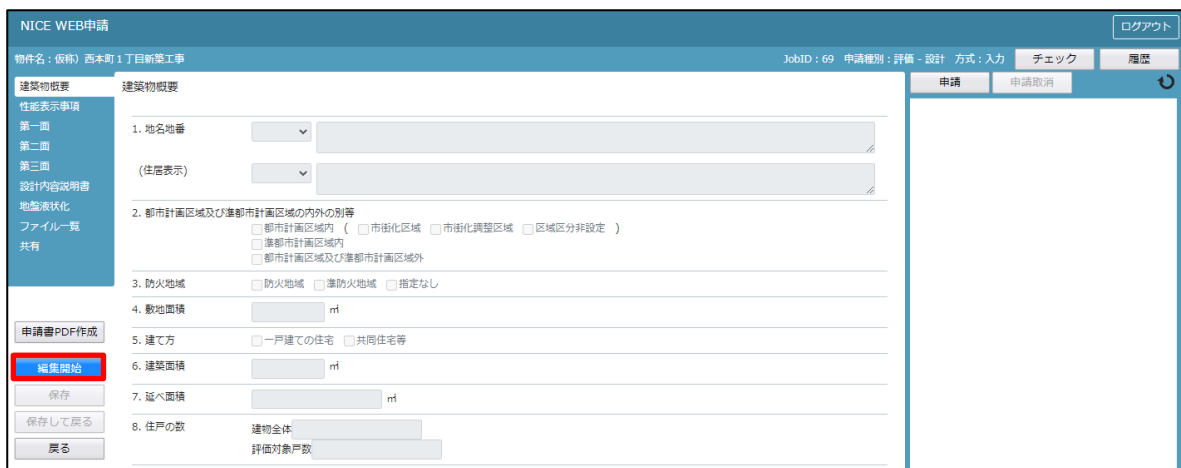 NICE WEB申請
ログアウト
物件名：仮称）西本町１丁目新築工事
JobID：69 申請種別：評価 - 設計 方式：入力
チェック
履歴
建築物概要
性能表示事項
第一面
第二面
第三面
設計内容説明書
地盤液状化
ファイル一覧
共有
申請書PDF作成
編集開始
保存
保存して戻る
戻る
建築物概要
1. 地名地番
(住居表示)
2. 都市計画区域及び準都市計画区域の内外の別等
都市計画区域内 ( 市街化区域 市街化調整区域 区域区分非設定 )
準都市計画区域内
都市計画区域及び準都市計画区域外
3. 防火地域 防火地域 準防火地域 指定なし
4. 敷地面積 ㎡
5. 建て方 一戸建ての住宅 共同住宅等
6. 建築面積 ㎡
7. 延べ面積 ㎡
8. 住戸の数 建物全体
評価対象戸数
申請
申請取消